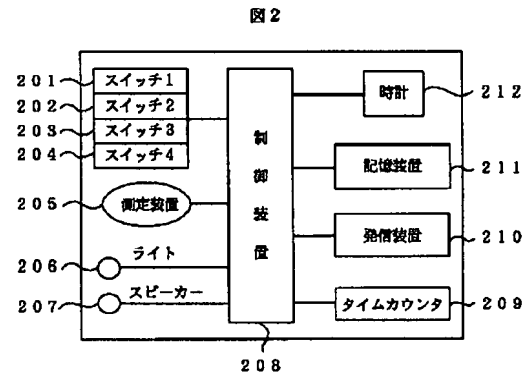 図2
201
スイッチ1
202
スイッチ2
203
スイッチ3
204
スイッチ4
205
測定装置
206
ライト
207
スピーカー
制御装置
208
時計
212
記憶装置
211
発信装置
210
タイムカウンタ
209